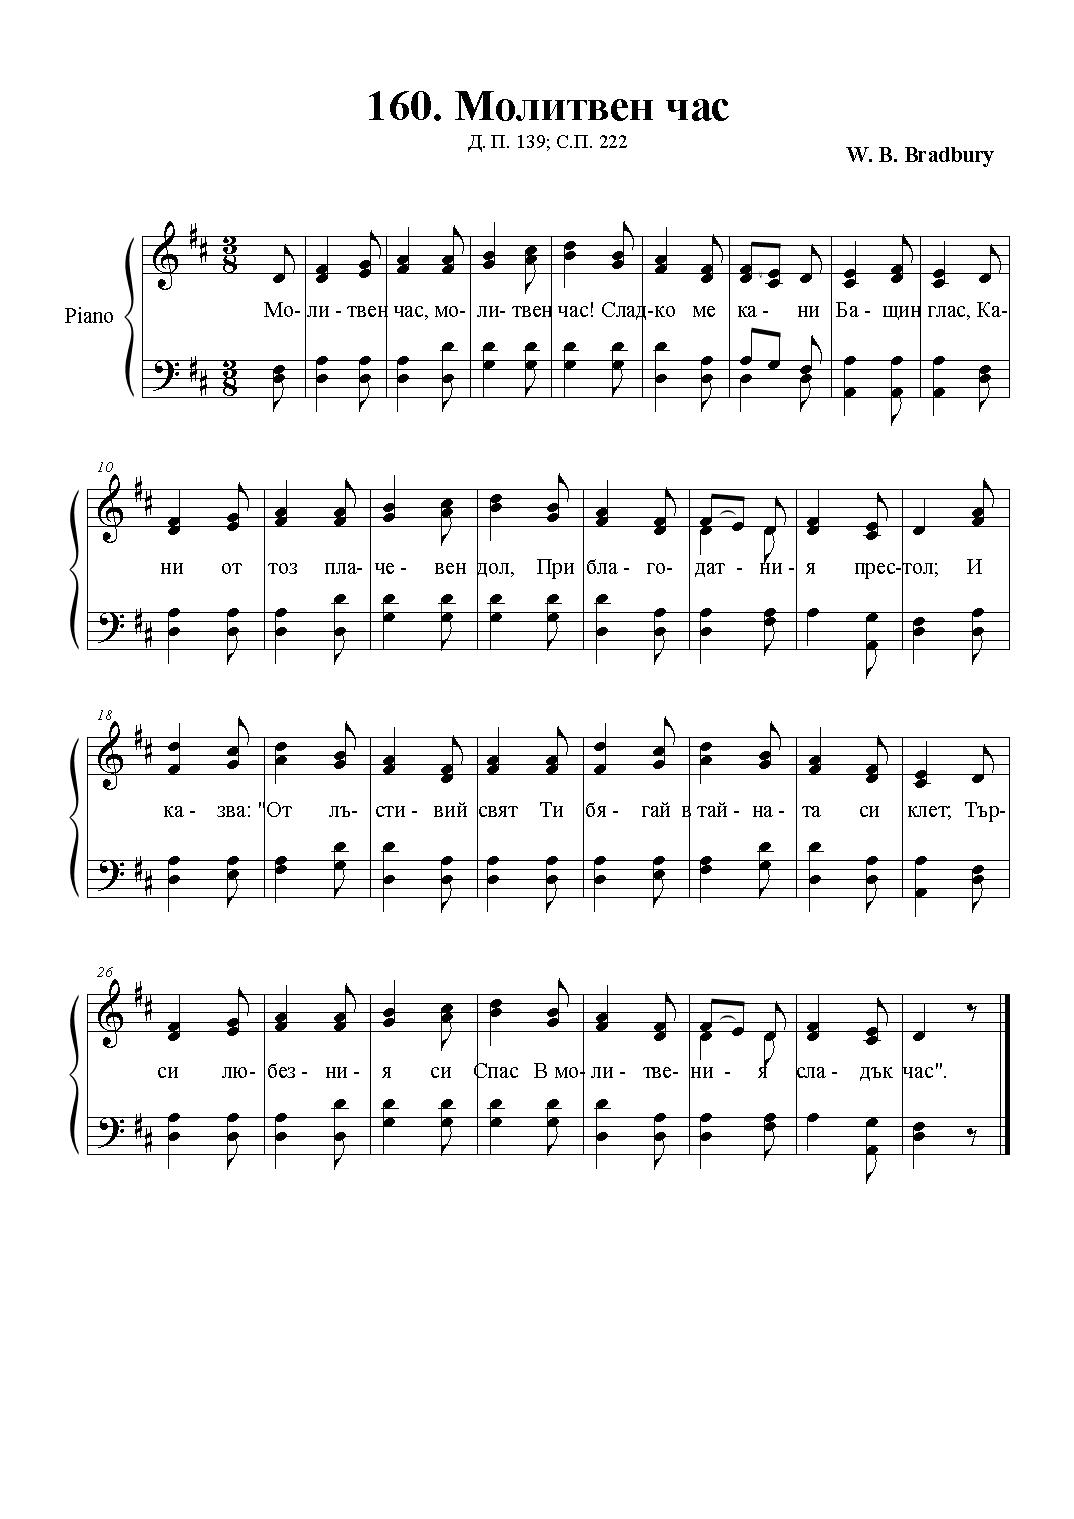 160. Молитвен час
Д. П. 139; С.П. 222
W. B. Bradbury
Piano
3 8
Мо- ли - твен час, мо- ли- твен час! Слад-ко ме ка - ни Ба - щин глас, Ка-
3 8
10
ни от тоз пла- че - вен дол, При бла - го- дат - ни - я прес-тол; И
18
ка - зва: "От лъ- сти - вий свят Ти бя - гай в тай - на - та си клет; Тър-
26
си лю- без - ни - я си Спас В мо-ли - тве- ни - я сла - дък час".